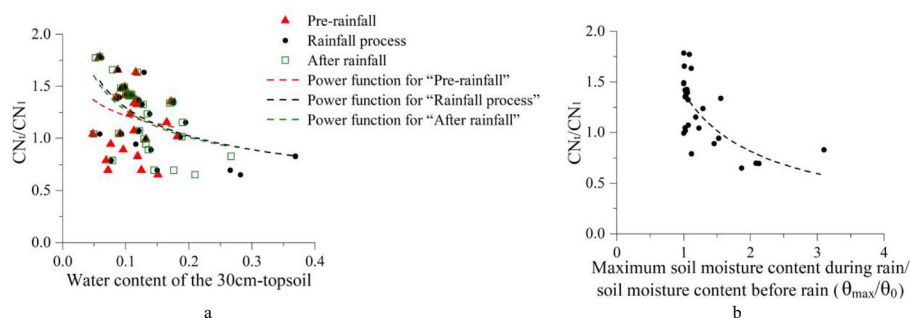 Pre-rainfall
Rainfall process
After rainfall
Power function for “Pre-rainfall”
Power function for “Rainfall process”
Power function for “After rainfall”
2.0
1.5
1.0
0.5
0.0
CNt/CN1
0.0 0.1 0.2 0.3 0.4
Water content of the 30cm-topsoil
a
2.0
1.5
1.0
0.5
0.0
CNt/CN1
0 1 2 3 4
Maximum soil moisture content during rain/
soil moisture content before rain (θmax/θ0)
b